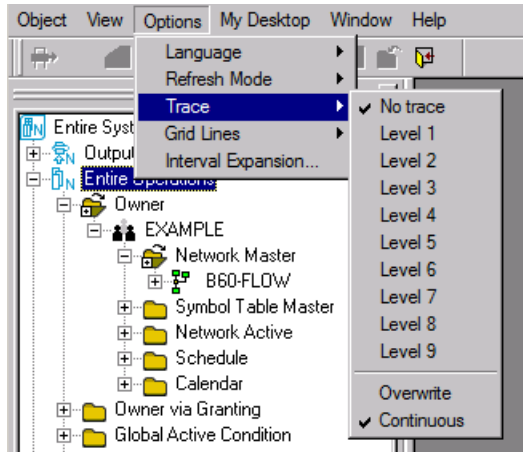 Object View Options My Desktop Window Help
Language
Refresh Mode
Trace
Grid Lines
Interval Expansion...
No trace
Level 1
Level 2
Level 3
Level 4
Level 5
Level 6
Level 7
Level 8
Level 9
Overwrite
Continuous
Entire Syst
Output
Entire Operations
Owner
EXAMPLE
Network Master
B60-FLOW
Symbol Table Master
Network Active
Schedule
Calendar
Owner via Granting
Global Active Condition